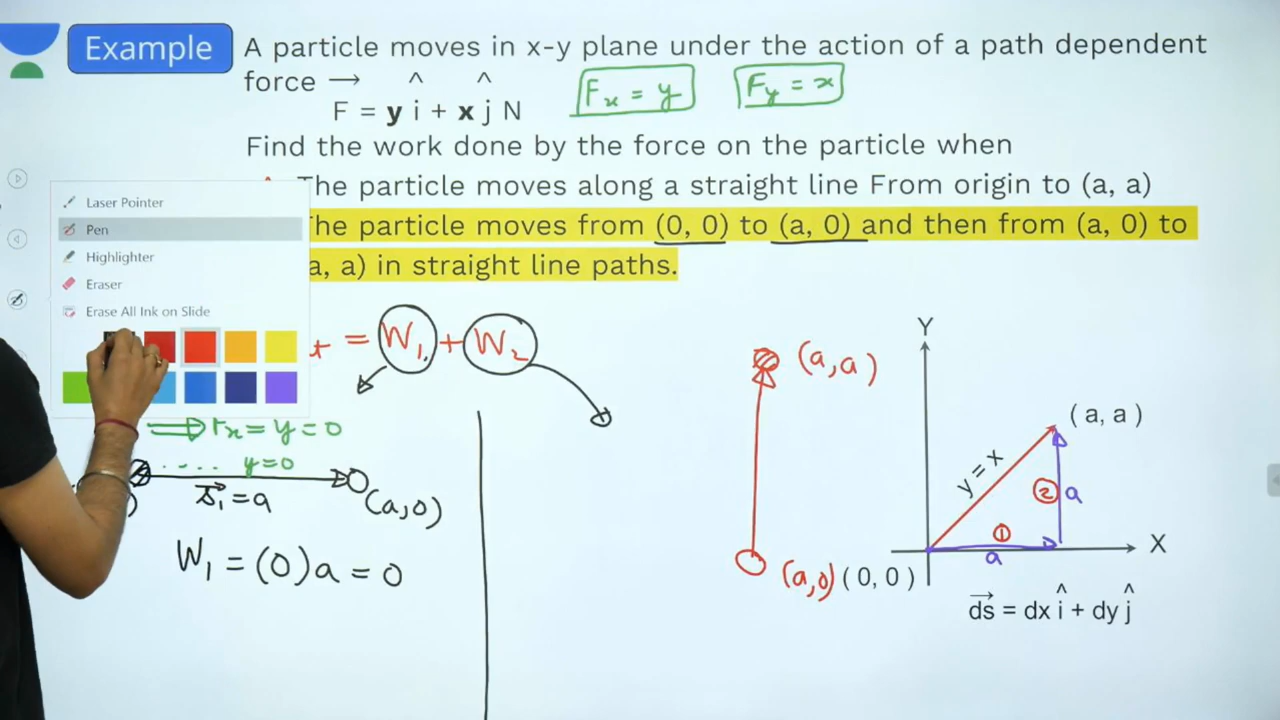 Example
A particle moves in x-y plane under the action of a path dependent
force →
F = y î + x ĵ N
Fx = y
Fy = x
Find the work done by the force on the particle when
The particle moves along a straight line From origin to (a, a)
he particle moves from (0, 0) to (a, 0) and then from (a, 0) to
a, a) in straight line paths.
Laser Pointer
Pen
Highlighter
Eraser
Erase All Ink on Slide
= W₁ + W₂
= y = 0
.... y=0
S₁ = a
(a,0)
W₁ = (0)a = 0
(a,a)
(a,0)
Y
(a, a)
y = x
② a
①
a
X
(0, 0)
ds = dx î + dy ĵ